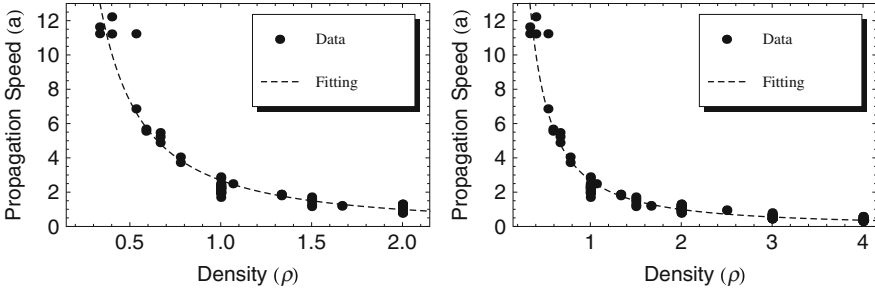 Propagation Speed (a)
12
10
8
6
4
2
0
0.5
1.0
1.5
2.0
Density (ρ)
Data
Fitting
Propagation Speed (a)
12
10
8
6
4
2
0
1
2
3
4
Density (ρ)
Data
Fitting